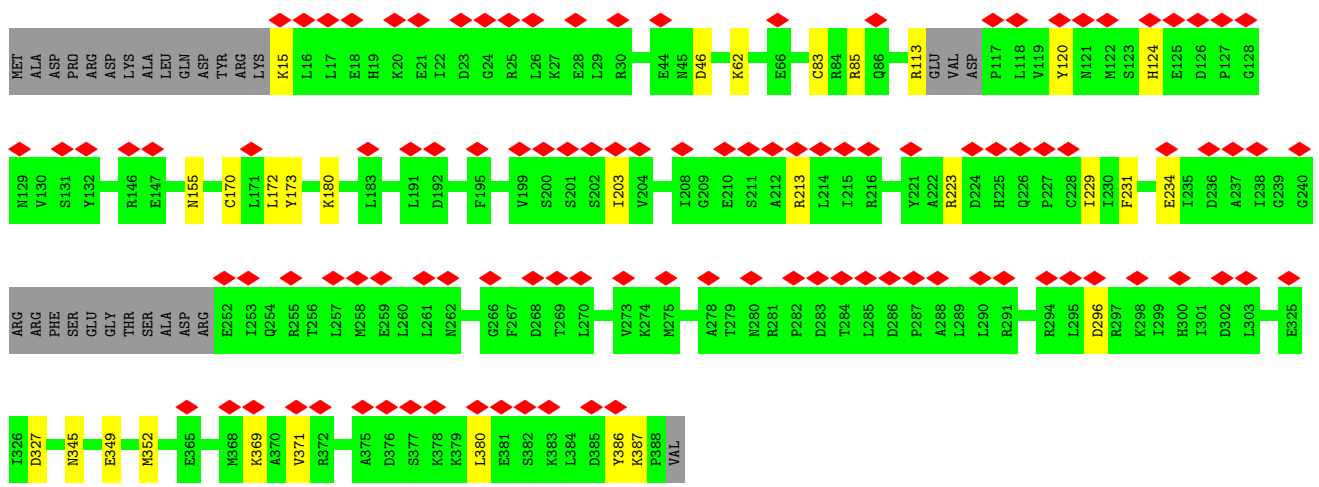 MET ALA ASP PRO ARG ASP LYS ALA LEU GLN ASP TYR ARG LYS K15 L16 L17 E18 H19 K20 E21 I22 D23 G24 R25 L26 K27 E28 L29 R30 E44 N45 D46 K62 E66 C83 R84 R85 Q86 R113 GLU VAL ASP P117 L118 V119 Y120 N121 M122 S123 H124 E125 D126 P127 G128
N129 V130 S131 Y132 R146 E147 N155 C170 L171 L172 Y173 K180 L183 L191 D192 F195 V199 S200 S201 S202 I203 V204 I208 G209 E210 S211 A212 R213 L214 I215 R216 Y221 A222 R223 D224 H225 Q226 P227 C228 I229 I230 F231 E234 I235 D236 A237 I238 G239 G240
ARG ARG PHE SER GLU GLY THR SER ALA ASP ARG E252 I253 Q254 R255 T256 L257 M258 E259 L260 L261 N262 G266 F267 D268 T269 L270 V273 K274 M275 A278 T279 N280 R281 P282 D283 T284 L285 D286 P287 A288 L289 L290 R291 R294 L295 D296 R297 K298 I299 H300 I301 D302 L303 E325
I326 D327 N345 E349 M352 E365 M368 K369 A370 V371 R372 A375 D376 S377 K378 K379 L380 E381 S382 K383 L384 D385 Y386 K387 P388 VAL